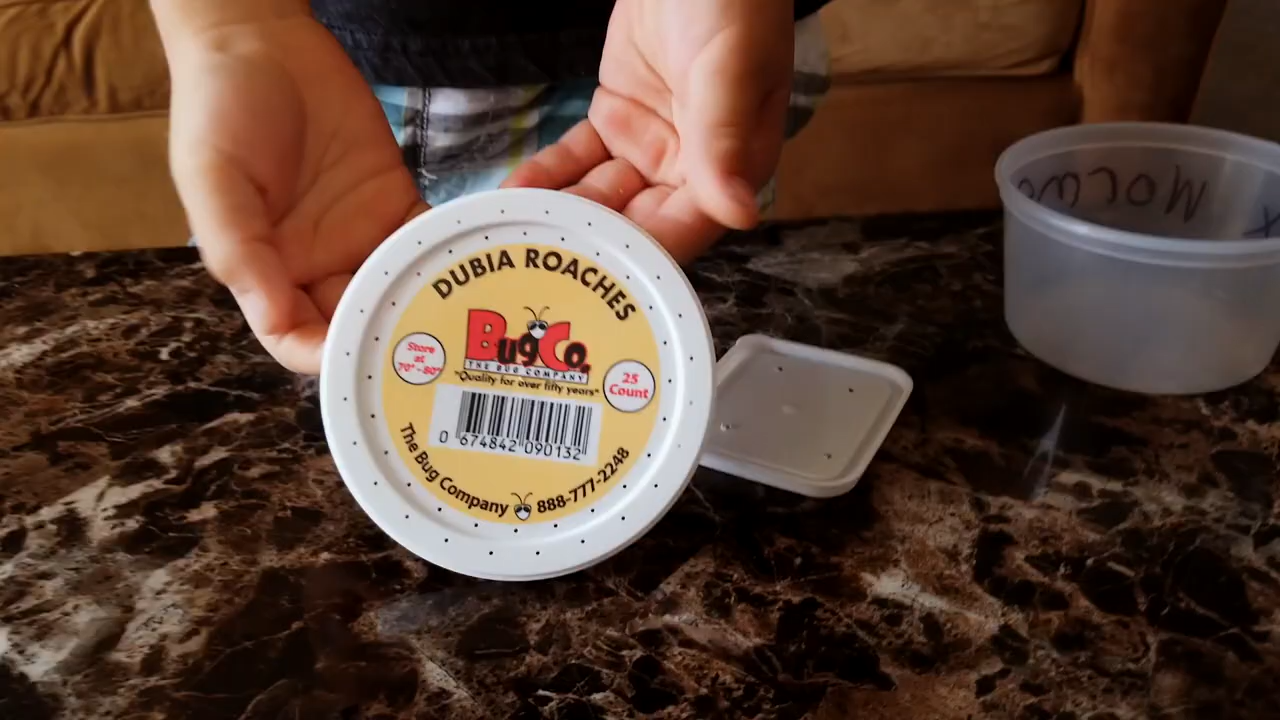 DUBIA ROACHES
BugCo.
THE BUG COMPANY
"Quality for over fifty years"
Store
at
70°-80°
25
Count
0 674842 090132
The Bug Company 888-777-2248